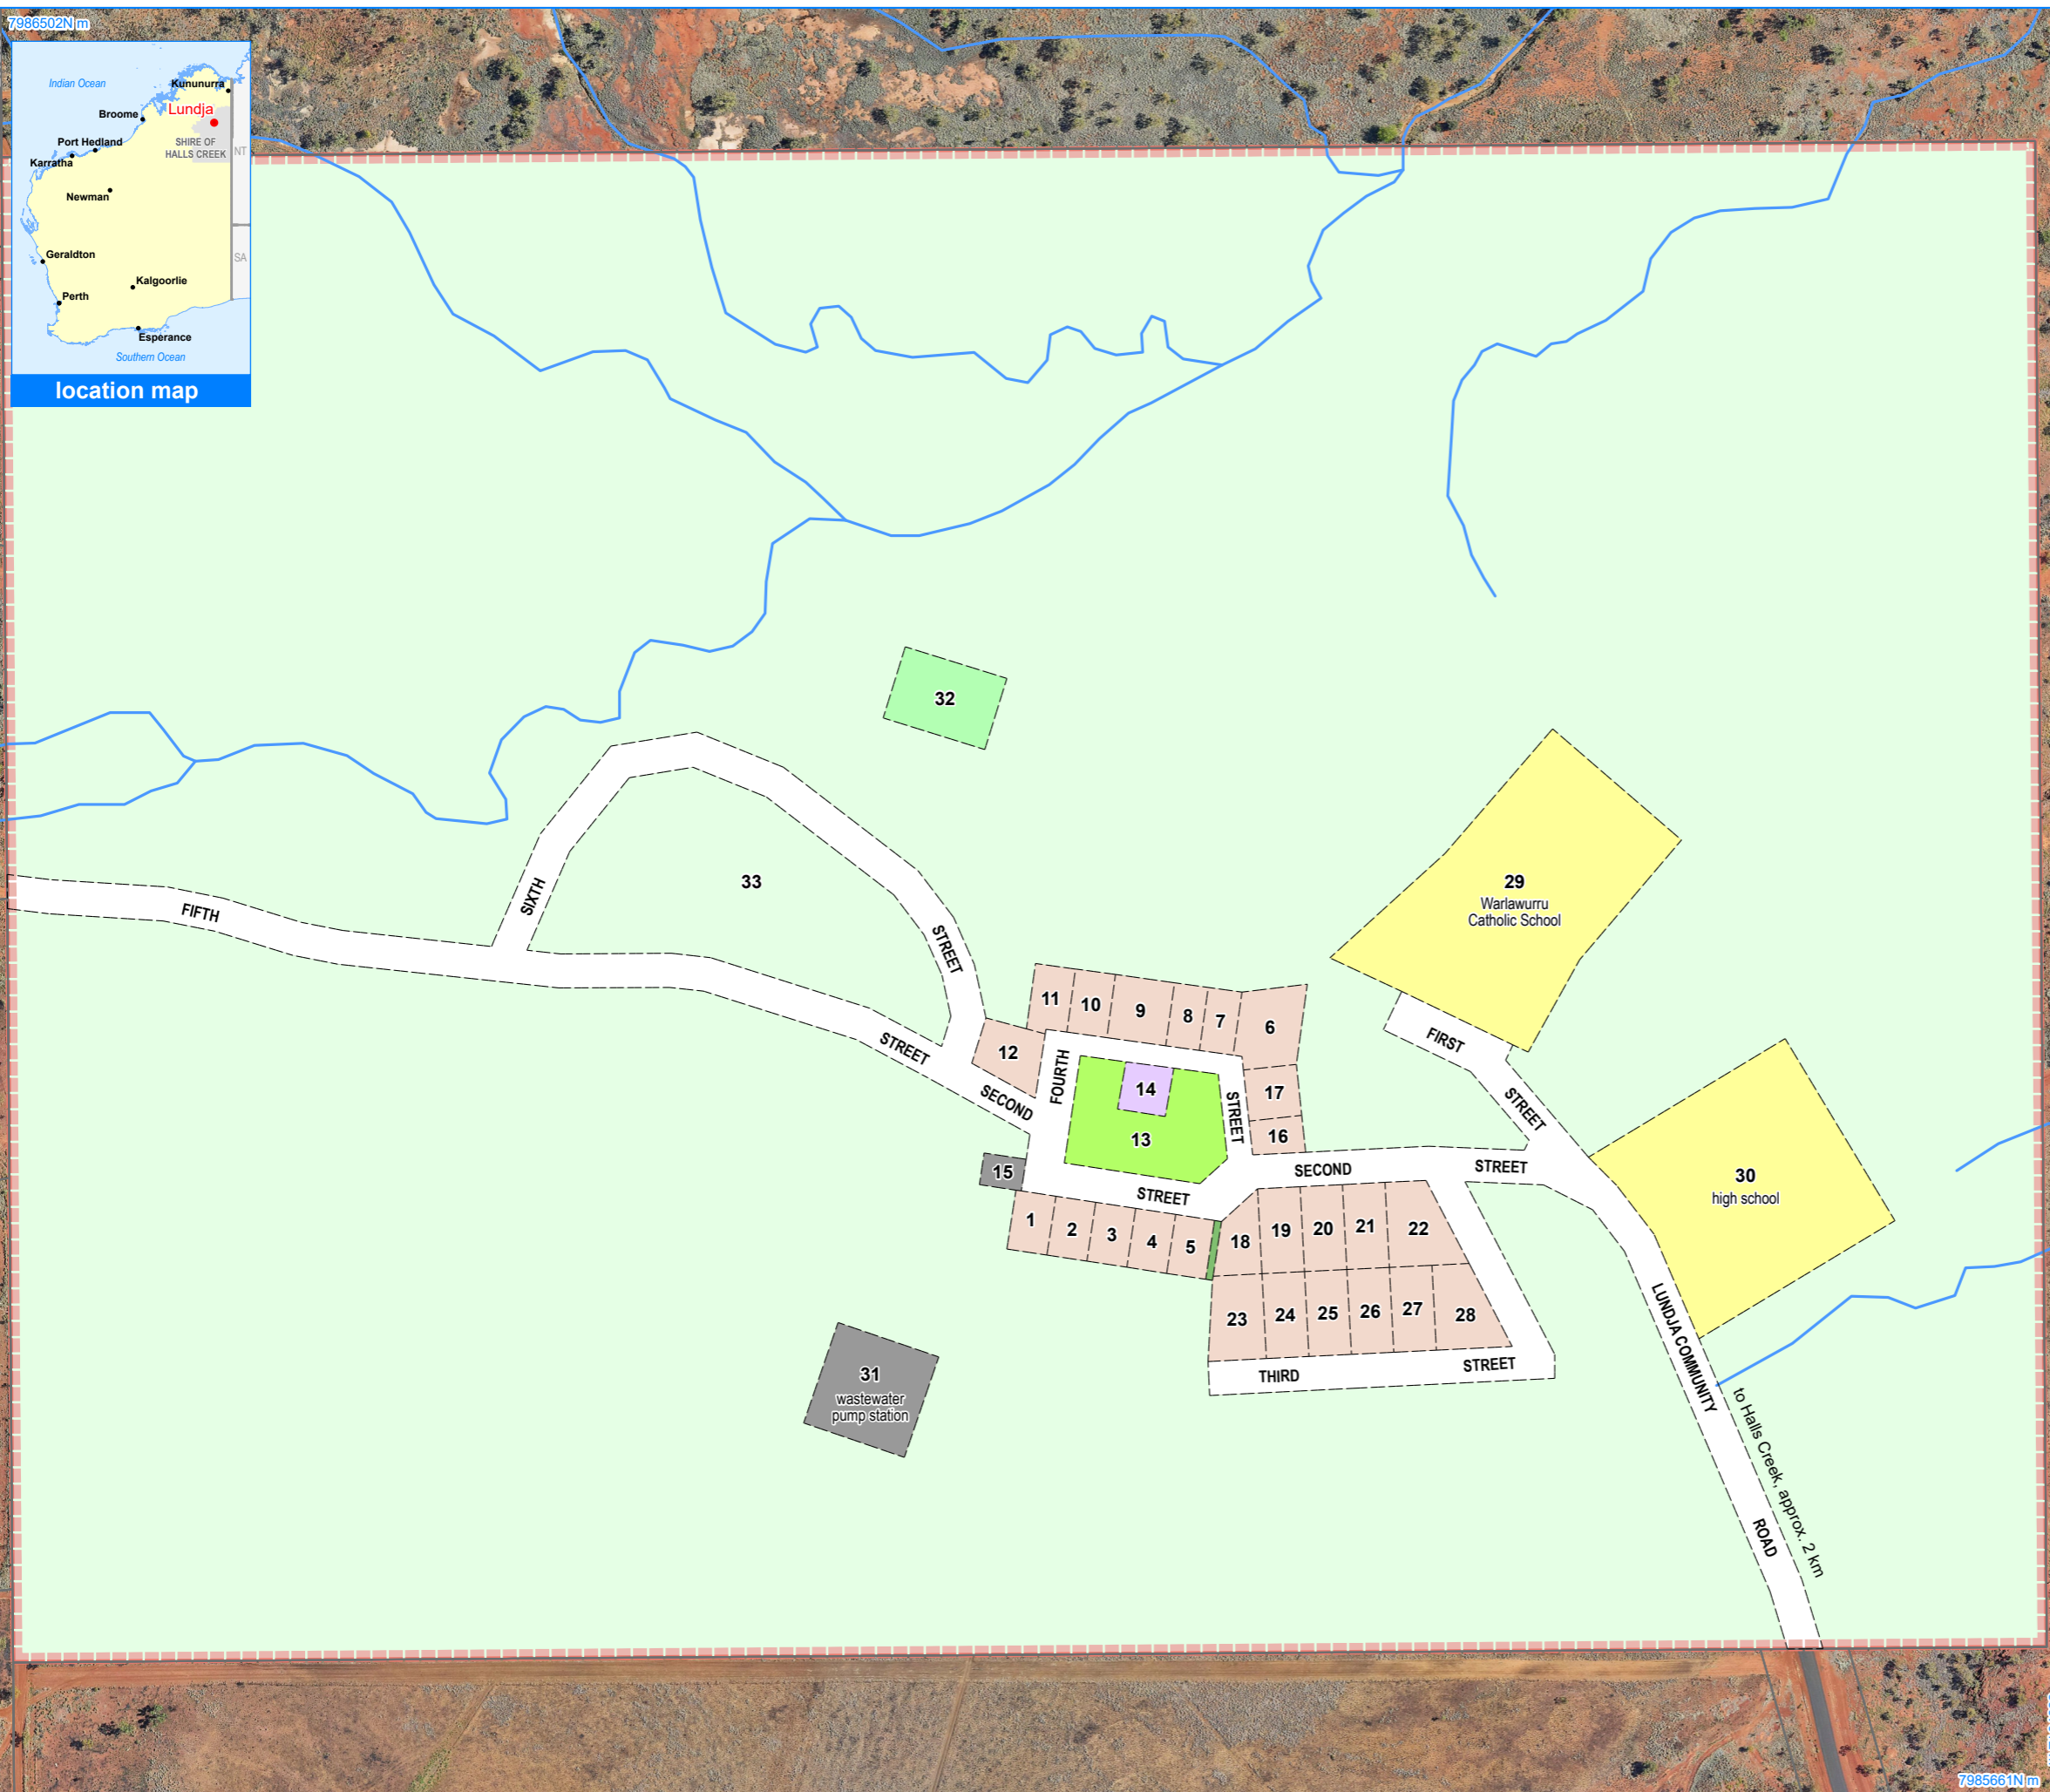 7986502N m
Indian Ocean
Kununurra
Lundja
Broome
SHIRE OF
HALLS CREEK
NT
Port Hedland
Karratha
Newman
Geraldton
SA
Kalgoorlie
Perth
Esperance
Southern Ocean
location map
32
33
29
Warlawurru
Catholic School
SIXTH
FIFTH
STREET
11
10
9
8
7
6
FIRST
STREET
12
STREET
FOURTH
14
17
STREET
SECOND
13
16
STREET
15
SECOND
STREET
30
high school
STREET
1
2
3
4
5
18
19
20
21
22
23
24
25
26
27
28
31
wastewater
pump station
THIRD
STREET
LUNDJA COMMUNITY
ROAD
to Halls Creek, approx. 2 km
7985661N m